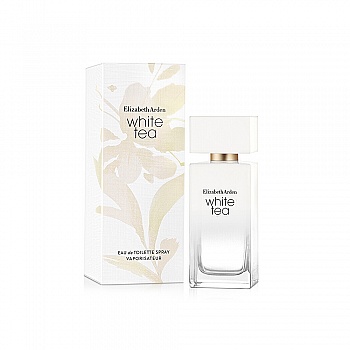 Elizabeth Arden
white
tea
EAU de TOILETTE SPRAY
VAPORISATEUR
Elizabeth Arden
white
tea